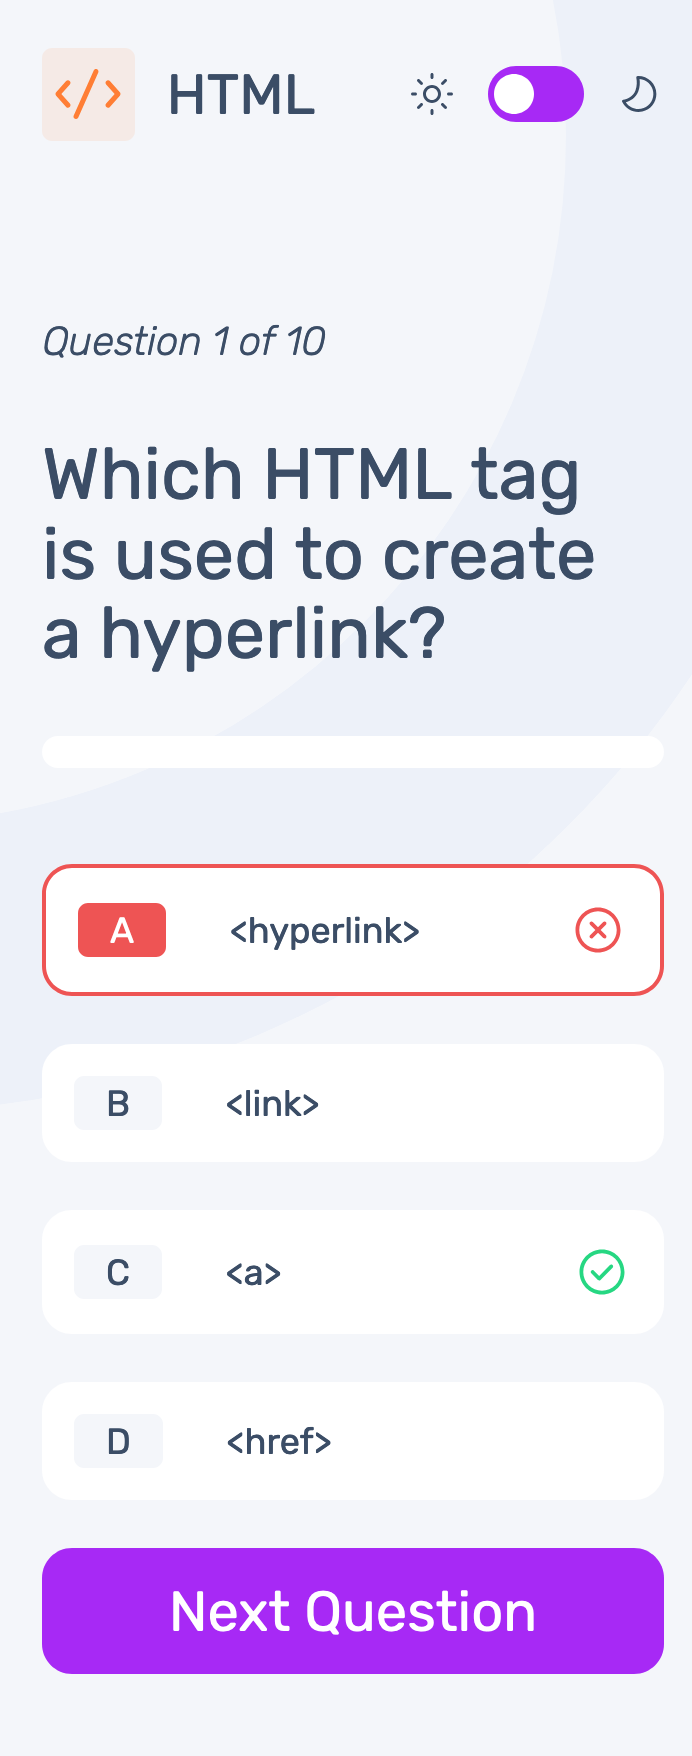 HTML
Question 1 of 10
Which HTML tag
is used to create
a hyperlink?
A <hyperlink>
B <link>
C <a>
D <href>
Next Question